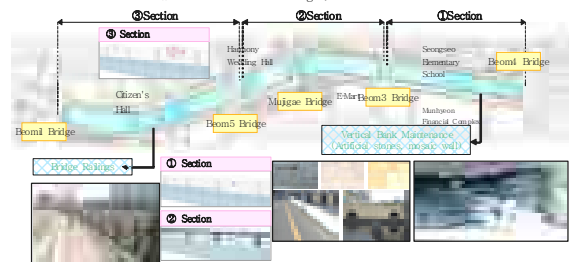 ③Section
②Section
①Section
③ Section
Harmony
Wedding Hall
Seongseo
Elementary
School
Beom4 Bridge
Citizen's
Hall
Mujigae Bridge
E-Mart
Beom3 Bridge
Munhyeon
Financial Complex
Beom1 Bridge
Beom5 Bridge
Vertical Bank Maintenance
(Artificial stones, mosaic wall)
Bridge Railings
① Section
② Section